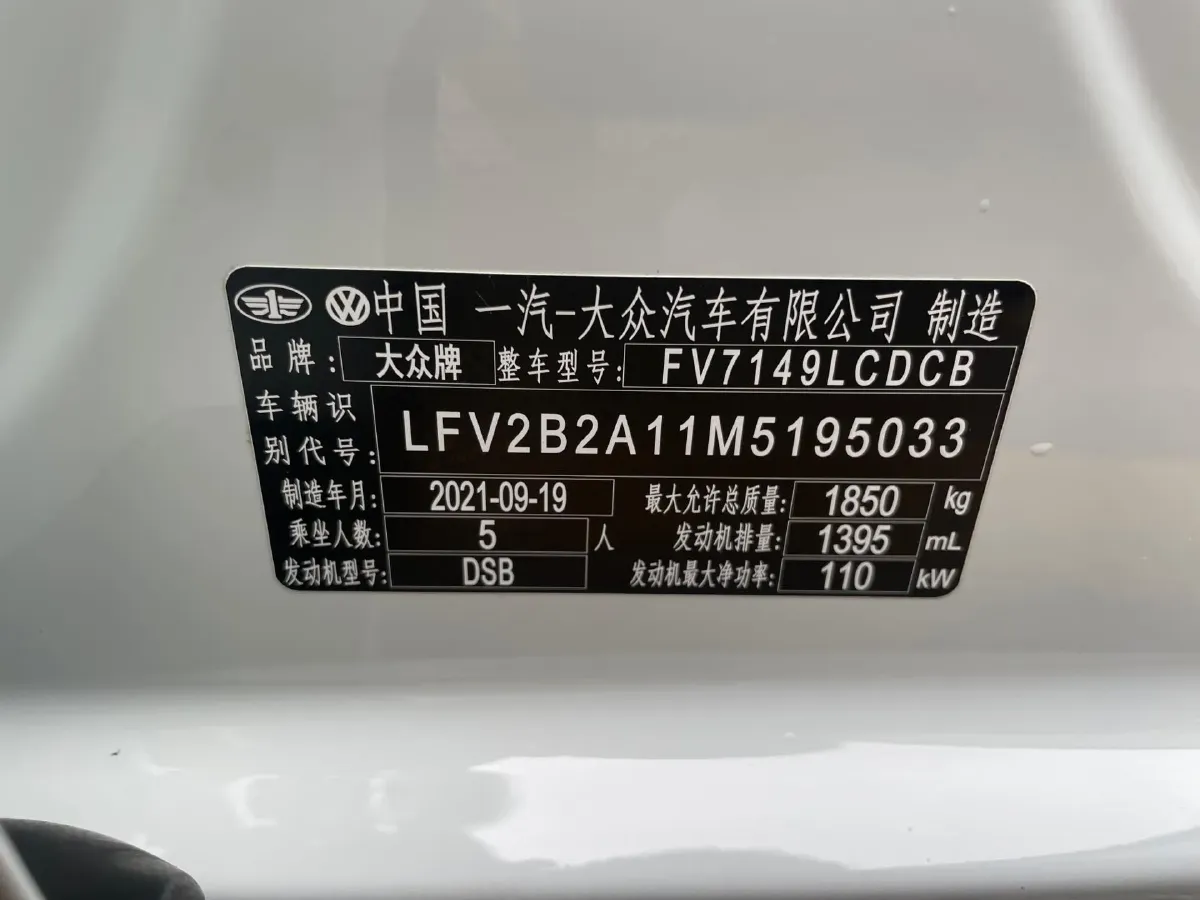 中国 一汽-大众汽车有限公司 制造
品牌: 大众牌 整车型号: FV7149LCDCB
车辆识别代号: LFV2B2A11M5195033
制造年月: 2021-09-19 最大允许总质量: 1850 kg
乘坐人数: 5 人 发动机排量: 1395 mL
发动机型号: DSB 发动机最大净功率: 110 kW